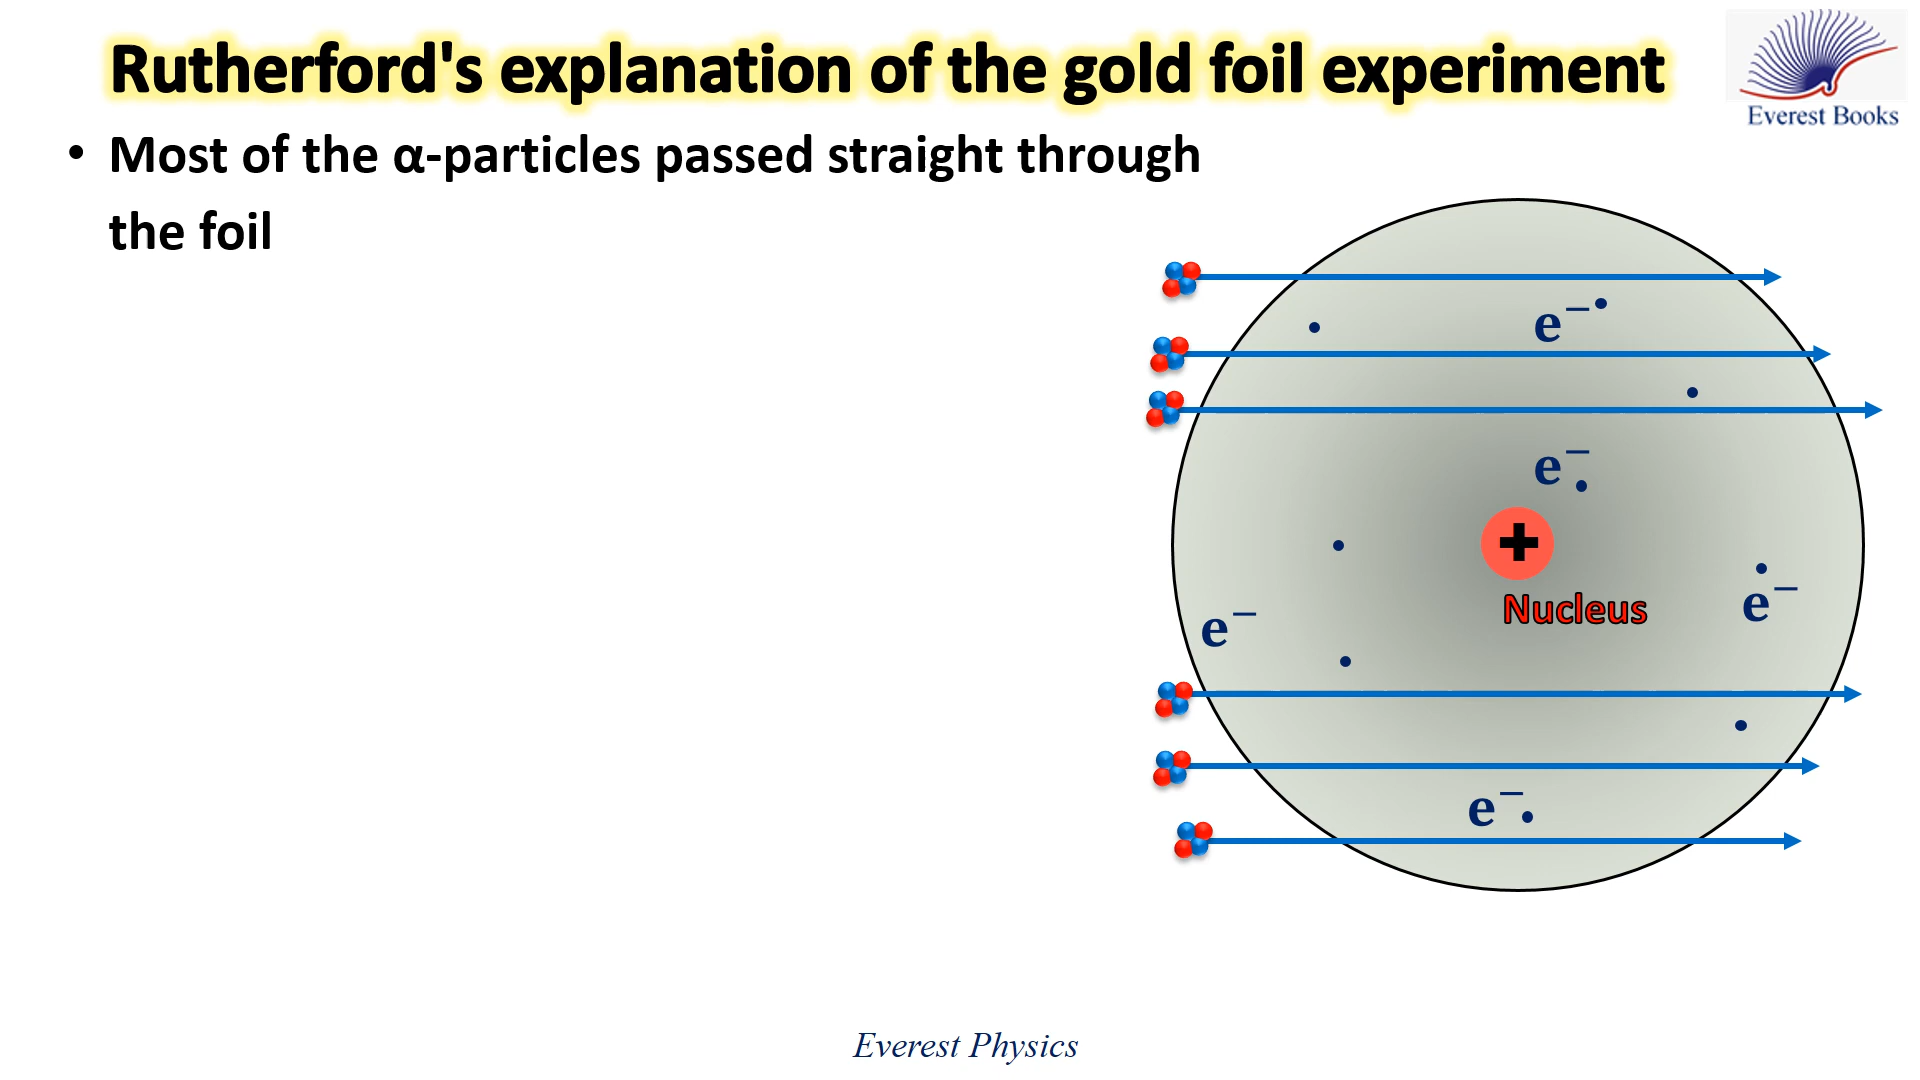 Rutherford's explanation of the gold foil experiment
Everest Books
• Most of the α-particles passed straight through
the foil
e⁻
e⁻
+
Nucleus
e⁻
e⁻
e⁻
Everest Physics